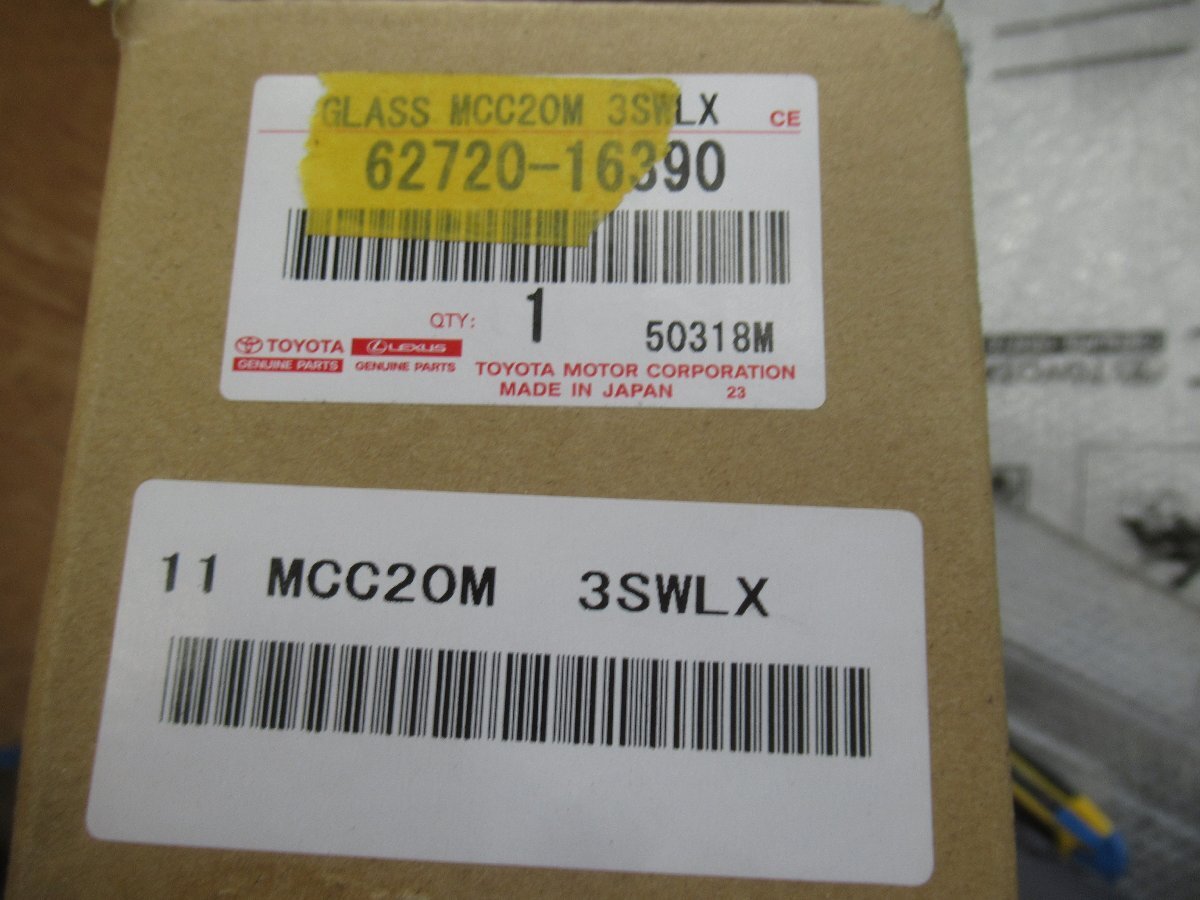 GLASS MCC20M 3SWLX CE
62720-16390
QTY: 1 50318M
TOYOTA LEXUS
GENUINE PARTS GENUINE PARTS
TOYOTA MOTOR CORPORATION
MADE IN JAPAN 23
11 MCC20M 3SWLX